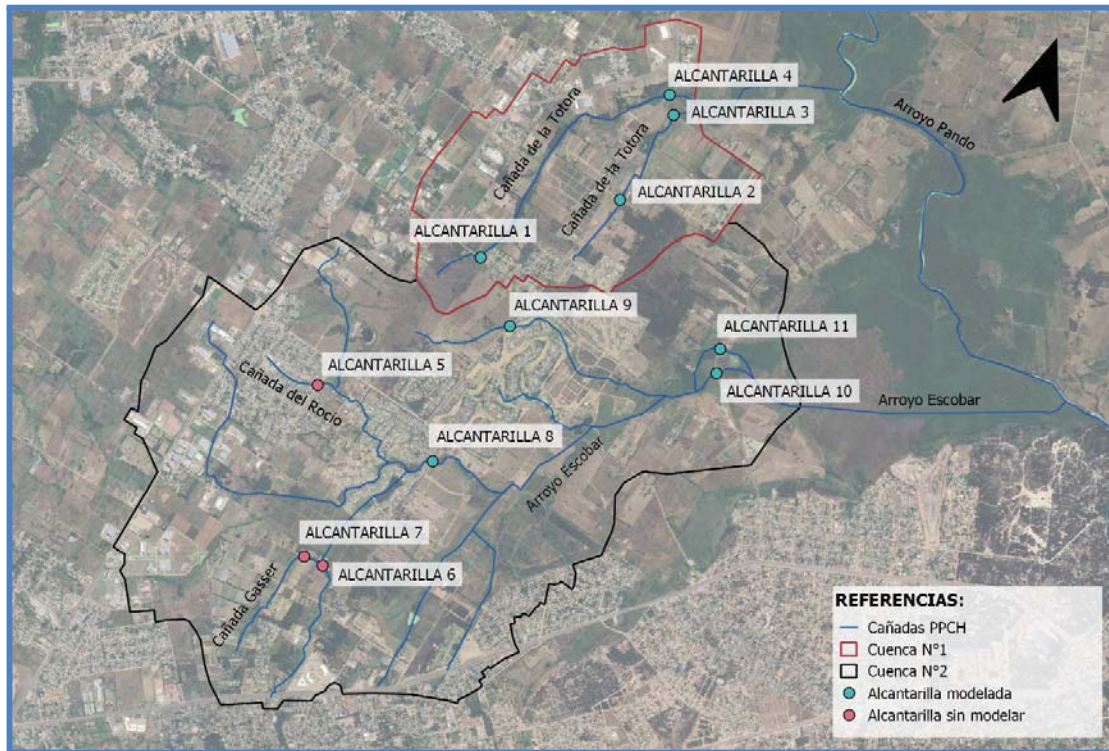 ALCANTARILLA 4
ALCANTARILLA 3
Cañada de la Totora
Arroyo Pando
Cañada de la Totora
ALCANTARILLA 2
ALCANTARILLA 1
ALCANTARILLA 9
ALCANTARILLA 11
ALCANTARILLA 5
ALCANTARILLA 10
Cañada del Rocío
Arroyo Escobar
ALCANTARILLA 8
Arroyo Escobar
ALCANTARILLA 7
ALCANTARILLA 6
Cañada Gasser
REFERENCIAS:
Cañadas PPCH
Cuenca N°1
Cuenca N°2
Alcantarilla modelada
Alcantarilla sin modelar